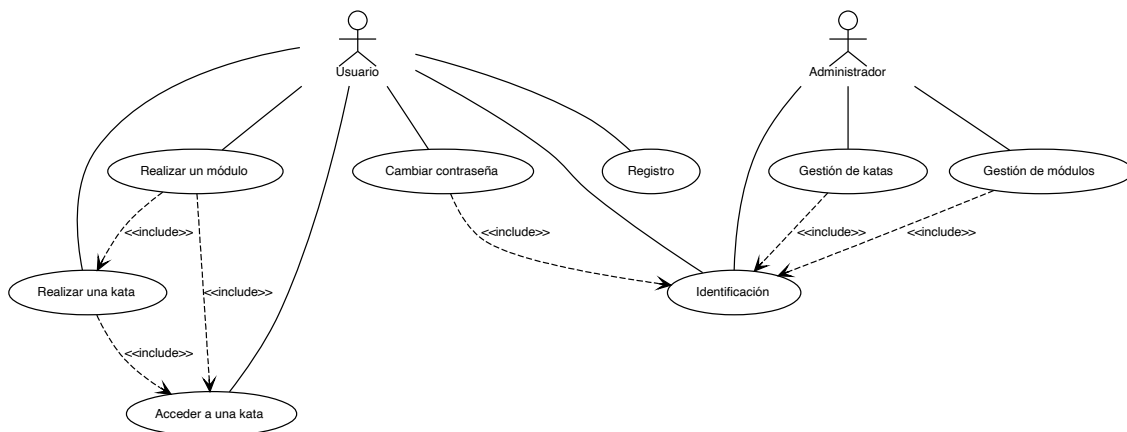 Usuario
Administrador
Realizar un módulo
Cambiar contraseña
Registro
Gestión de katas
Gestión de módulos
<<include>>
<<include>>
<<include>>
<<include>>
Realizar una kata
<<include>>
Identificación
<<include>>
Acceder a una kata